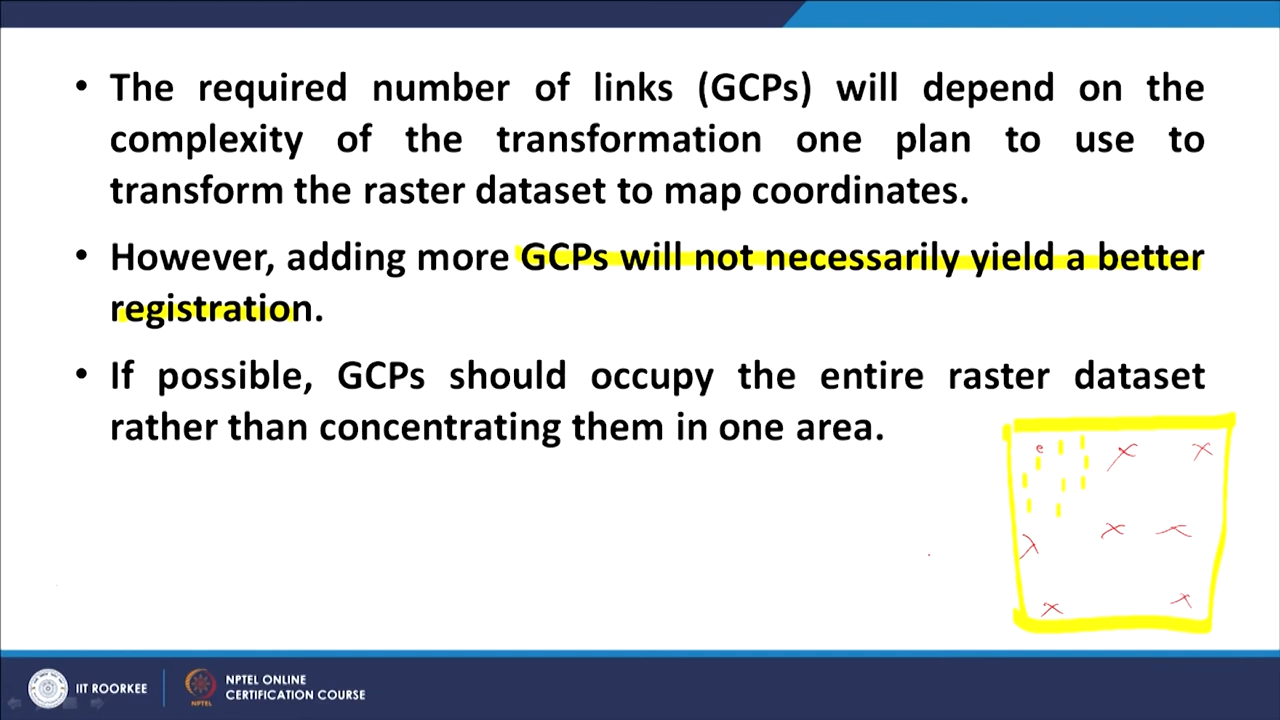 • The required number of links (GCPs) will depend on the
complexity of the transformation one plan to use to
transform the raster dataset to map coordinates.
• However, adding more GCPs will not necessarily yield a better
registration.
• If possible, GCPs should occupy the entire raster dataset
rather than concentrating them in one area.
IIT ROORKEE
NPTEL
NPTEL ONLINE
CERTIFICATION COURSE